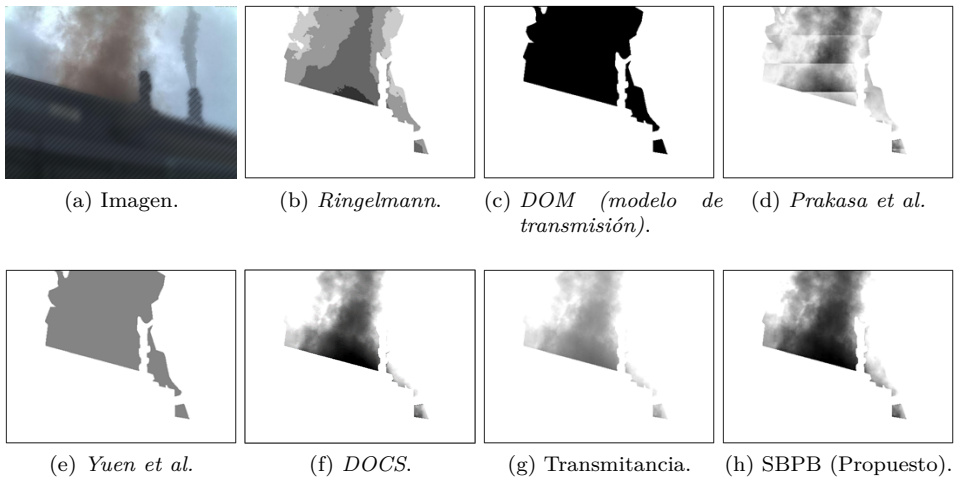 (a) Imagen.
(b) Ringelmann.
(c) DOM (modelo de
transmisión).
(d) Prakasa et al.
(e) Yuen et al.
(f) DOCS.
(g) Transmitancia.
(h) SBPB (Propuesto).